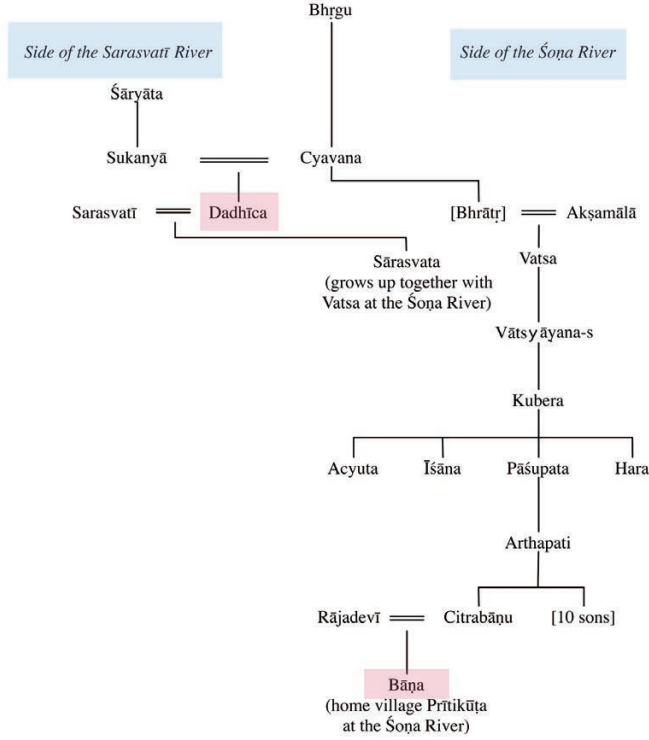 Bhṛgu
Side of the Sarasvatī River
Side of the Śoṇa River
Śāryāta
Sukanyā
Cyavana
Sarasvatī
Dadhīca
[Bhrātṛ]
Akṣamālā
Sārasvata
(grows up together with
Vatsa at the Śoṇa River)
Vatsa
Vātsyāyana-s
Kubera
Acyuta
Īśāna
Pāśupata
Hara
Arthapati
Rājadevī
Citrabāṇu
[10 sons]
Bāṇa
(home village Prītikūṭa
at the Śoṇa River)